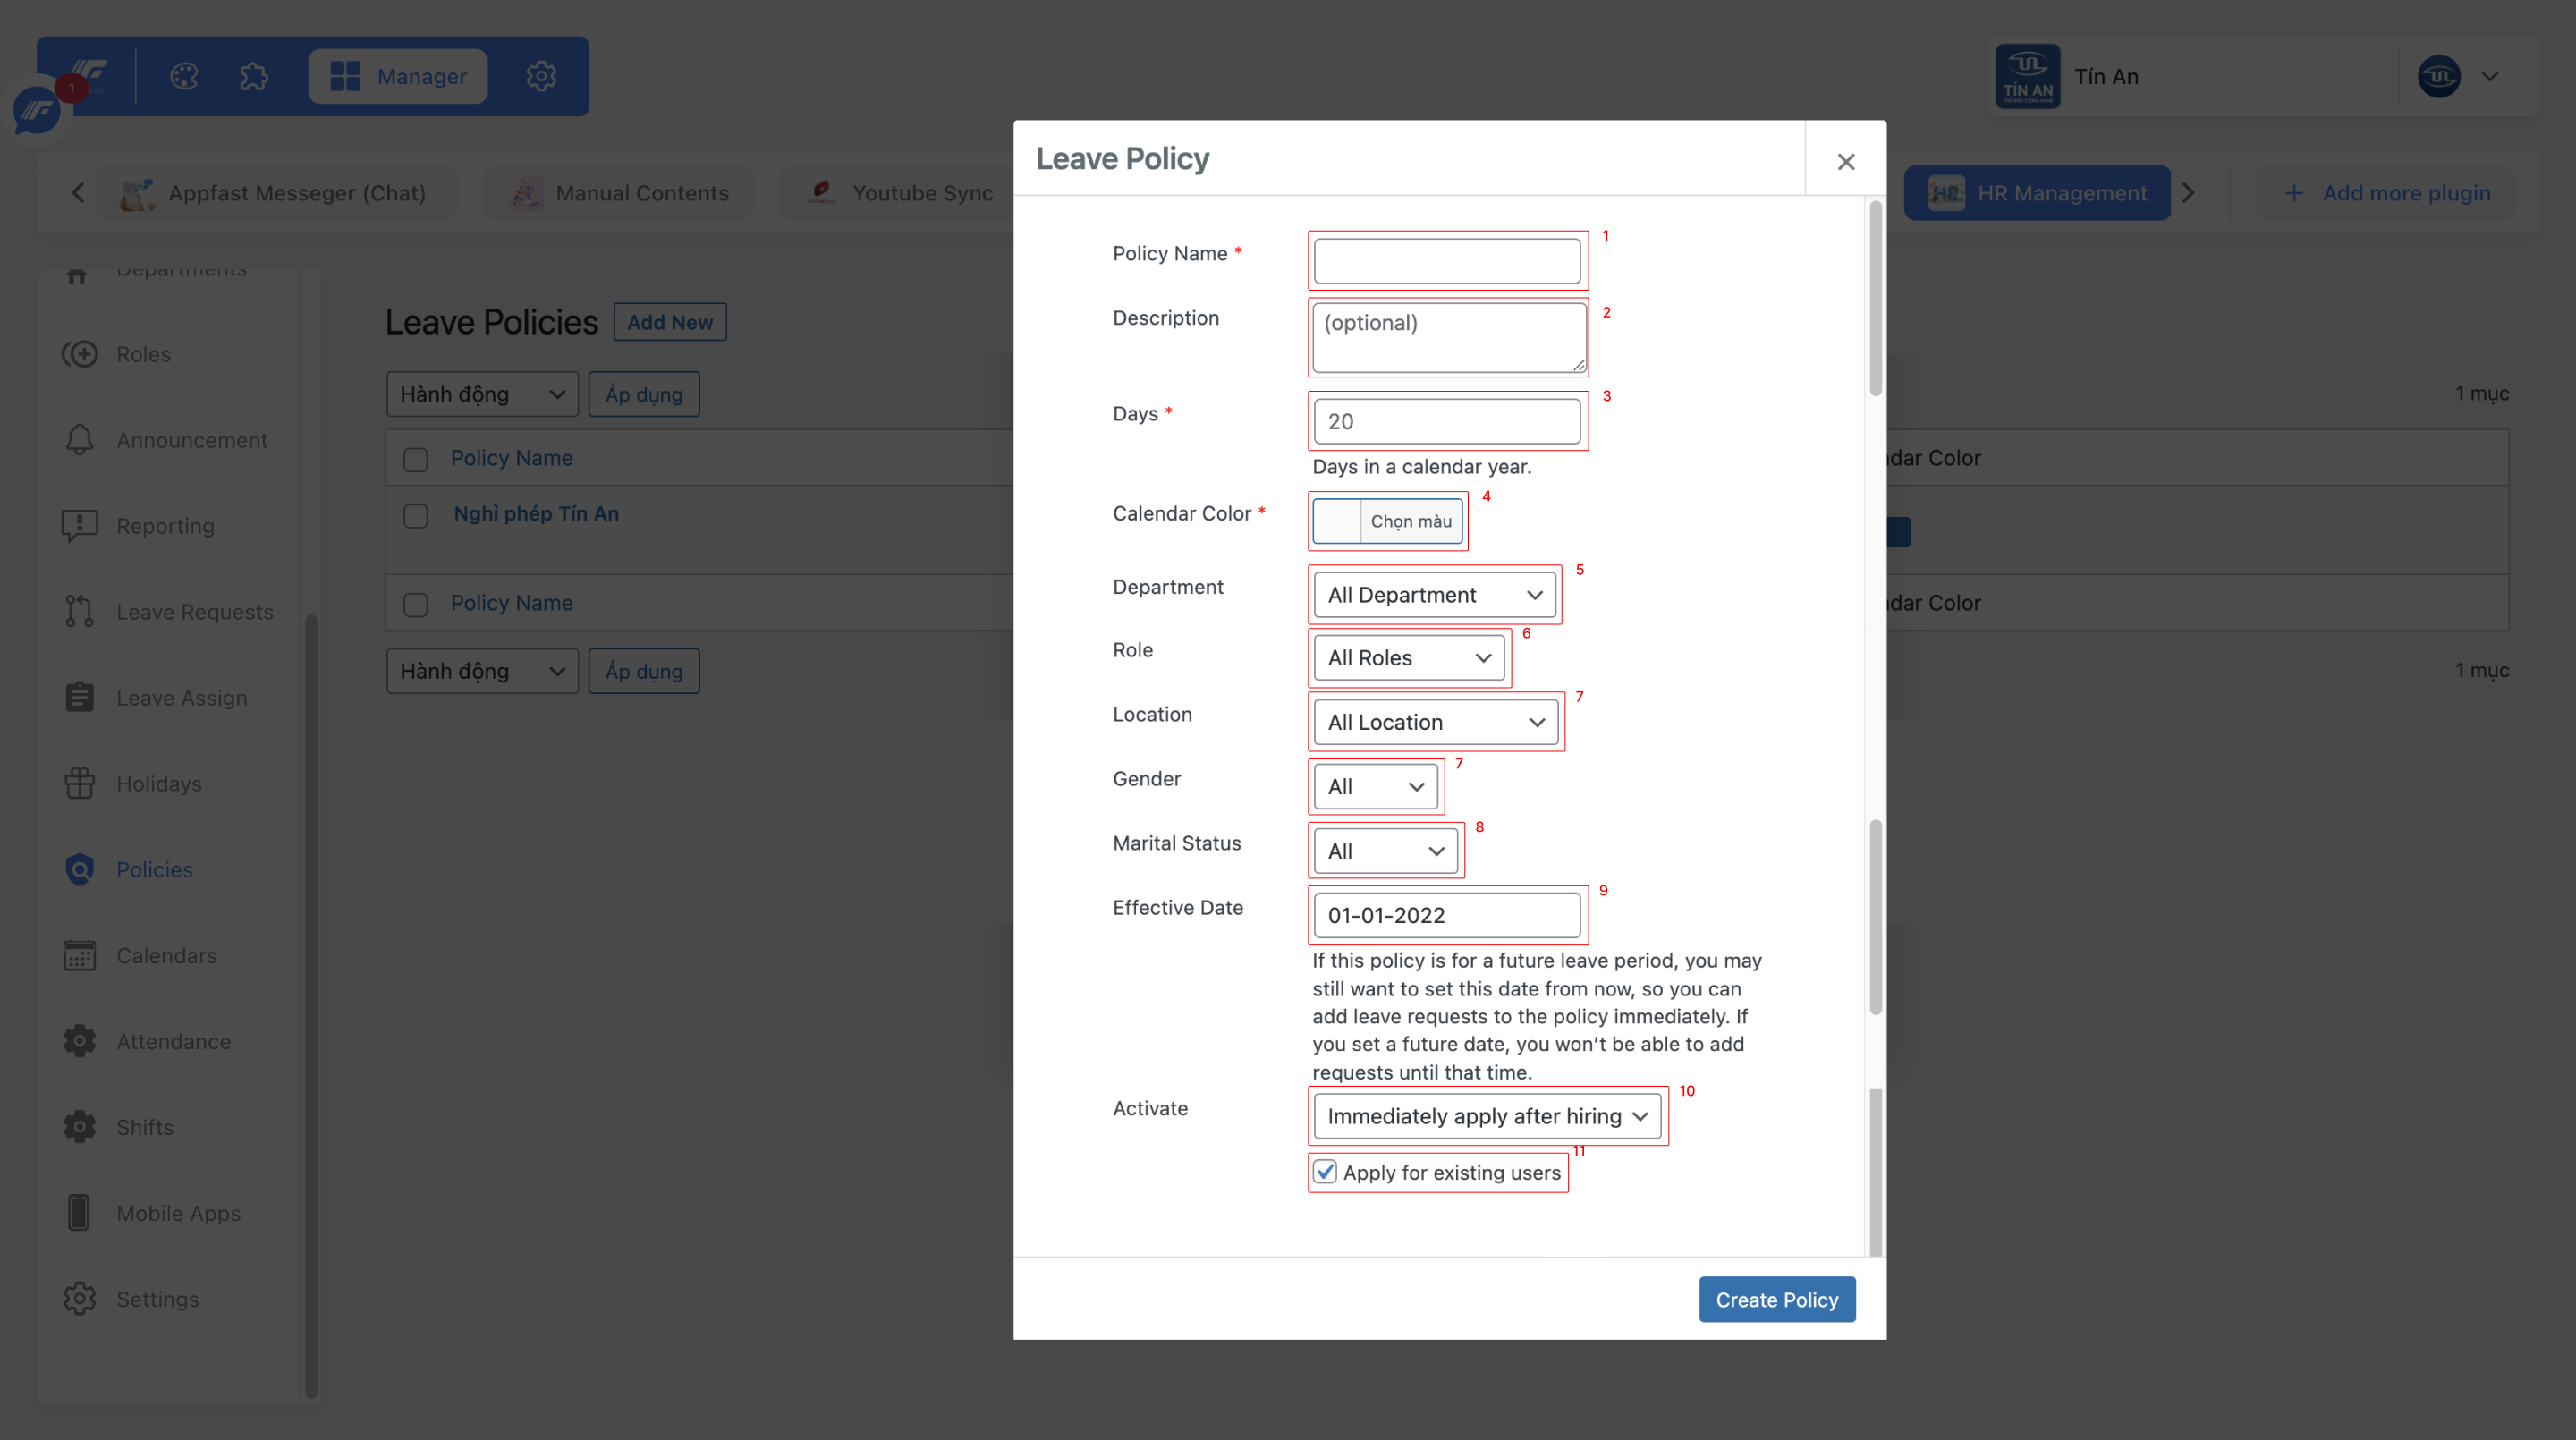 1
Manager
TÍN AN
Tín An
Appfast Messeger (Chat)
Manual Contents
Youtube Sync
HR Management
+ Add more plugin
Departments
Roles
Announcement
Reporting
Leave Requests
Leave Assign
Holidays
Policies
Calendars
Attendance
Shifts
Mobile Apps
Settings
Leave Policies
Add New
Hành động
Áp dụng
1 mục
Policy Name
dar Color
Nghỉ phép Tín An
Policy Name
dar Color
Hành động
Áp dụng
1 mục
Leave Policy
Policy Name *
1
Description
(optional)
2
Days *
20
3
Days in a calendar year.
Calendar Color *
Chọn màu
4
Department
All Department
5
Role
All Roles
6
Location
All Location
7
Gender
All
7
Marital Status
All
8
Effective Date
01-01-2022
9
If this policy is for a future leave period, you may
still want to set this date from now, so you can
add leave requests to the policy immediately. If
you set a future date, you won’t be able to add
requests until that time.
Activate
Immediately apply after hiring
10
Apply for existing users
11
Create Policy